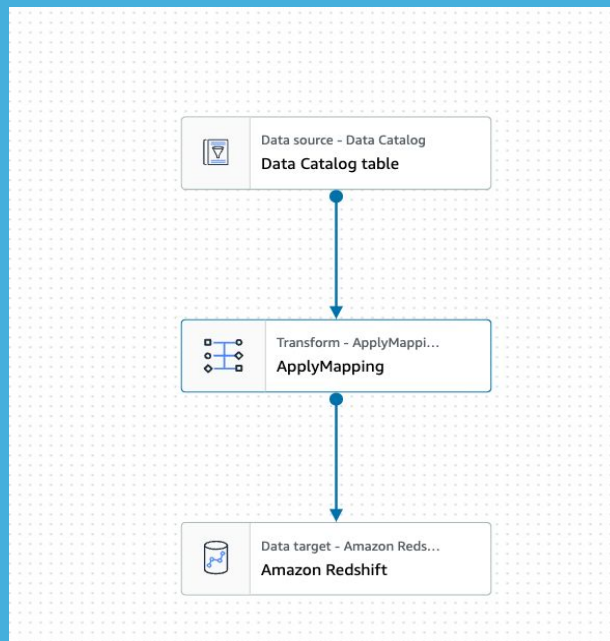 Data source - Data Catalog
Data Catalog table
Transform - ApplyMappi...
ApplyMapping
Data target - Amazon Reds...
Amazon Redshift